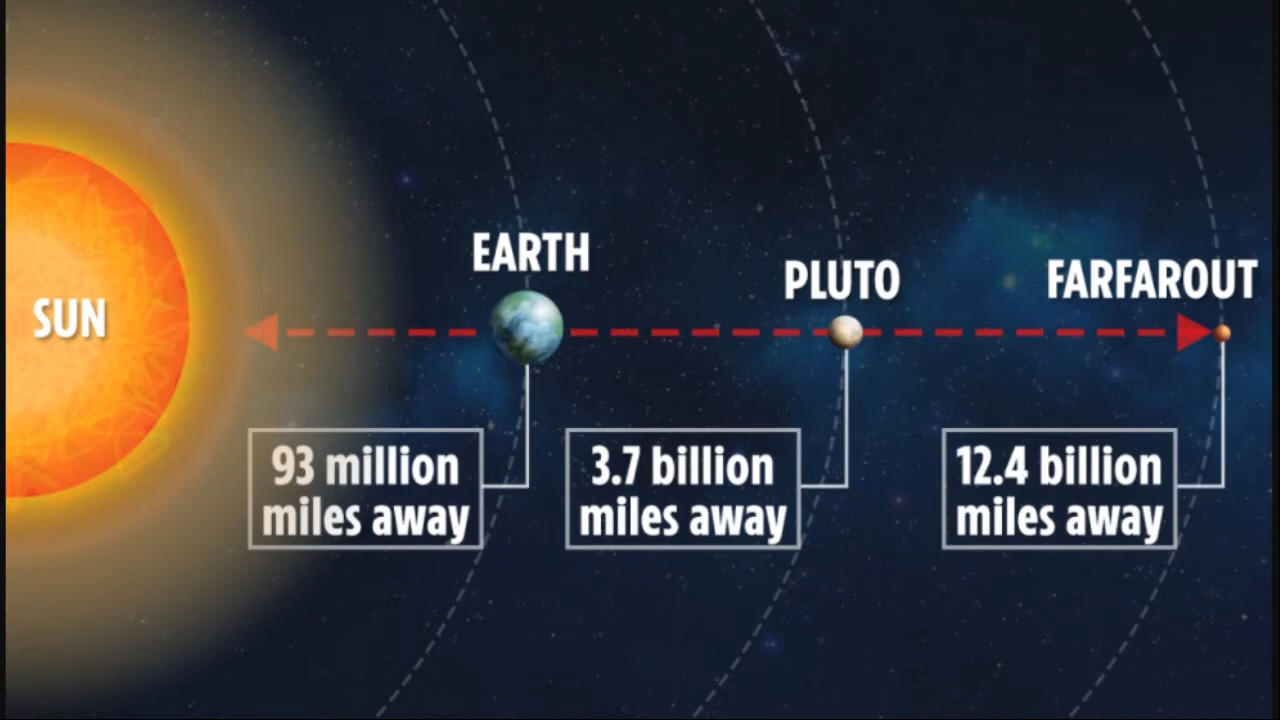 EARTH
PLUTO
FARFAROUT
SUN
93 million
miles away
3.7 billion
miles away
12.4 billion
miles away